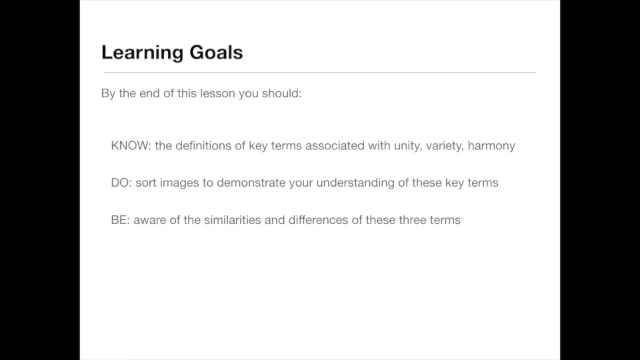 Learning Goals
By the end of this lesson you should:
KNOW: the definitions of key terms associated with unity, variety, harmony
DO: sort images to demonstrate your understanding of these key terms
BE: aware of the similarities and differences of these three terms